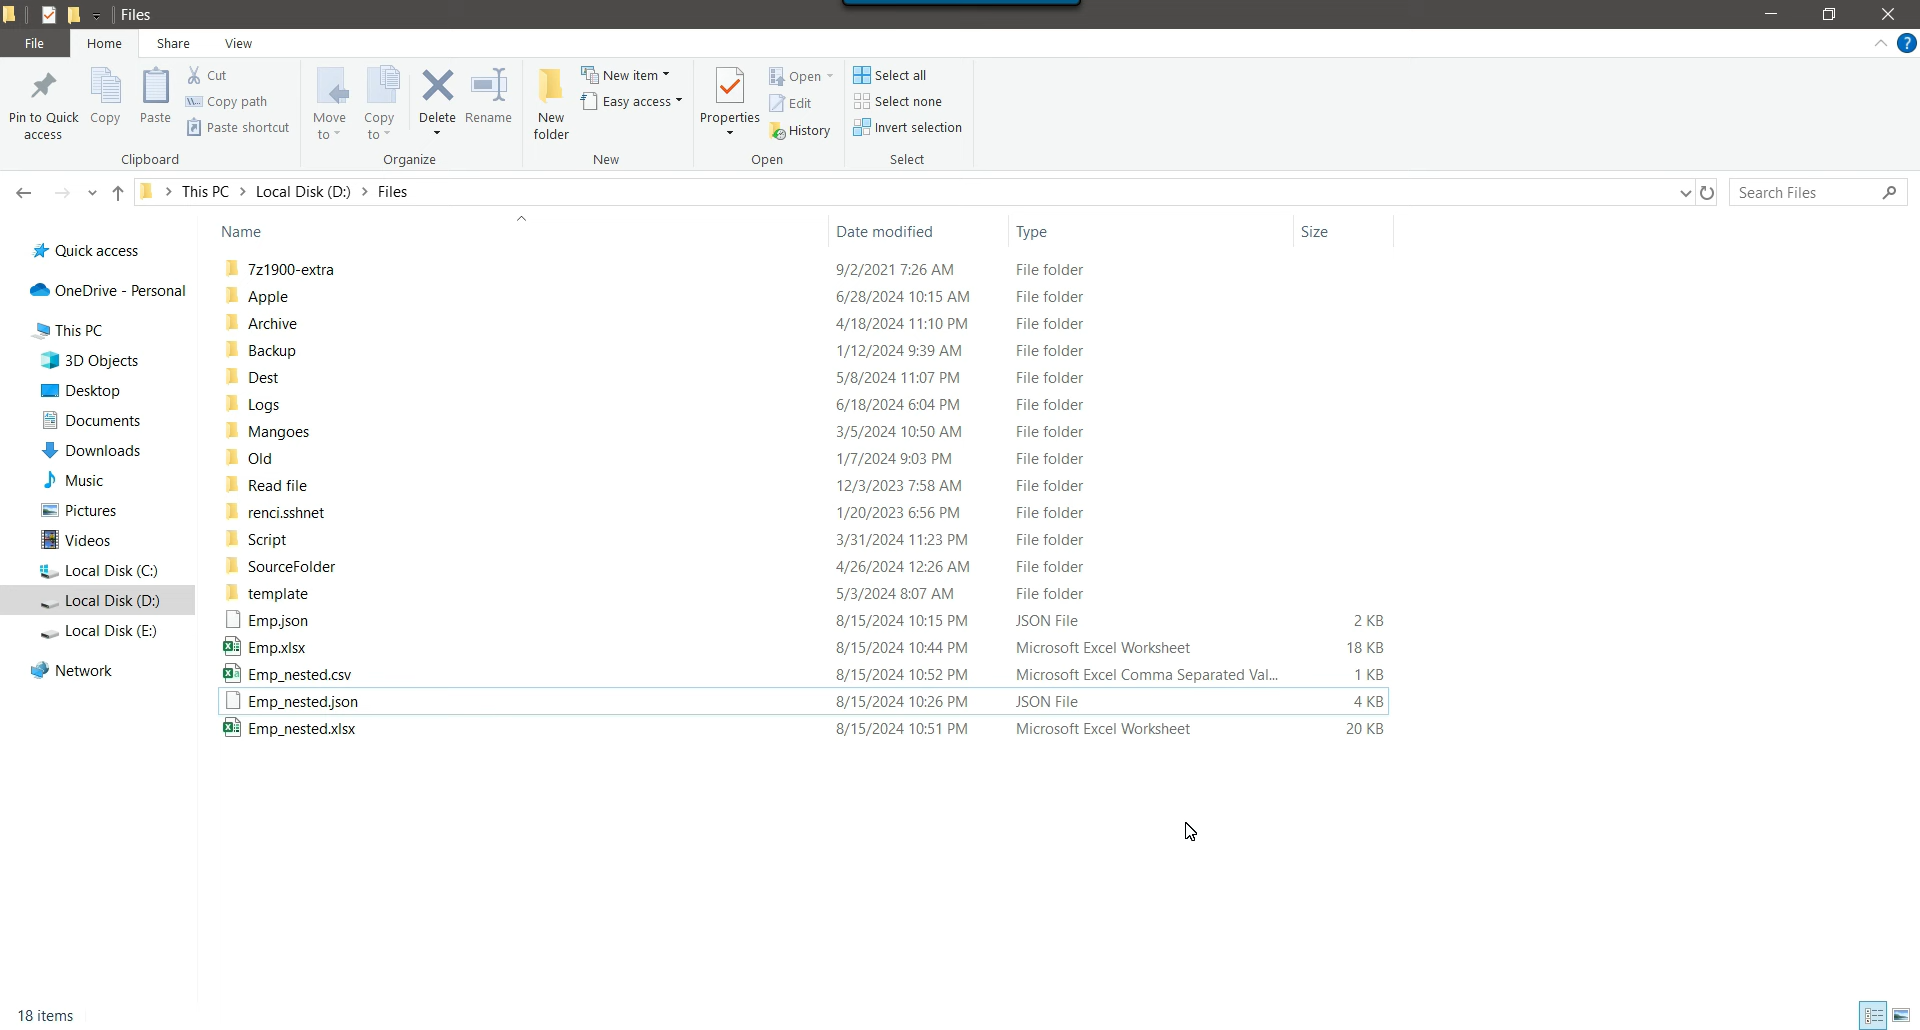 Files
File Home Share View
Pin to Quick access
Copy
Paste
Cut
Copy path
Paste shortcut
Clipboard
Move to
Copy to
Delete
Rename
Organize
New folder
New item
Easy access
New
Properties
Open
Edit
History
Open
Select all
Select none
Invert selection
Select
This PC > Local Disk (D:) > Files
Search Files
Quick access
OneDrive - Personal
This PC
3D Objects
Desktop
Documents
Downloads
Music
Pictures
Videos
Local Disk (C:)
Local Disk (D:)
Local Disk (E:)
Network
Name Date modified Type Size
7z1900-extra 9/2/2021 7:26 AM File folder
Apple 6/28/2024 10:15 AM File folder
Archive 4/18/2024 11:10 PM File folder
Backup 1/12/2024 9:39 AM File folder
Dest 5/8/2024 11:07 PM File folder
Logs 6/18/2024 6:04 PM File folder
Mangoes 3/5/2024 10:50 AM File folder
Old 1/7/2024 9:03 PM File folder
Read file 12/3/2023 7:58 AM File folder
renci.sshnet 1/20/2023 6:56 PM File folder
Script 3/31/2024 11:23 PM File folder
SourceFolder 4/26/2024 12:26 AM File folder
template 5/3/2024 8:07 AM File folder
Emp.json 8/15/2024 10:15 PM JSON File 2 KB
Emp.xlsx 8/15/2024 10:44 PM Microsoft Excel Worksheet 18 KB
Emp_nested.csv 8/15/2024 10:52 PM Microsoft Excel Comma Separated Val... 1 KB
Emp_nested.json 8/15/2024 10:26 PM JSON File 4 KB
Emp_nested.xlsx 8/15/2024 10:51 PM Microsoft Excel Worksheet 20 KB
18 items